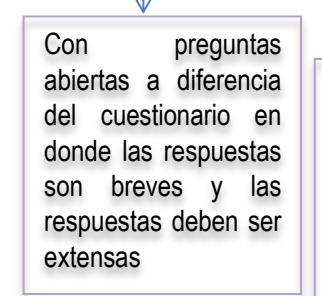 Con preguntas
abiertas a diferencia
del cuestionario en
donde las respuestas
son breves y las
respuestas deben ser
extensas